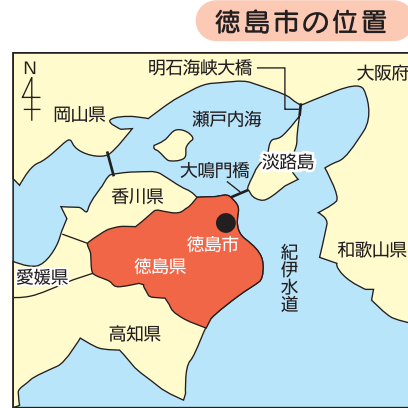 徳島市の位置
N
明石海峡大橋
大阪府
岡山県
瀬戸内海
大鳴門橋
淡路島
香川県
徳島市
紀伊水道
和歌山県
徳島県
愛媛県
高知県